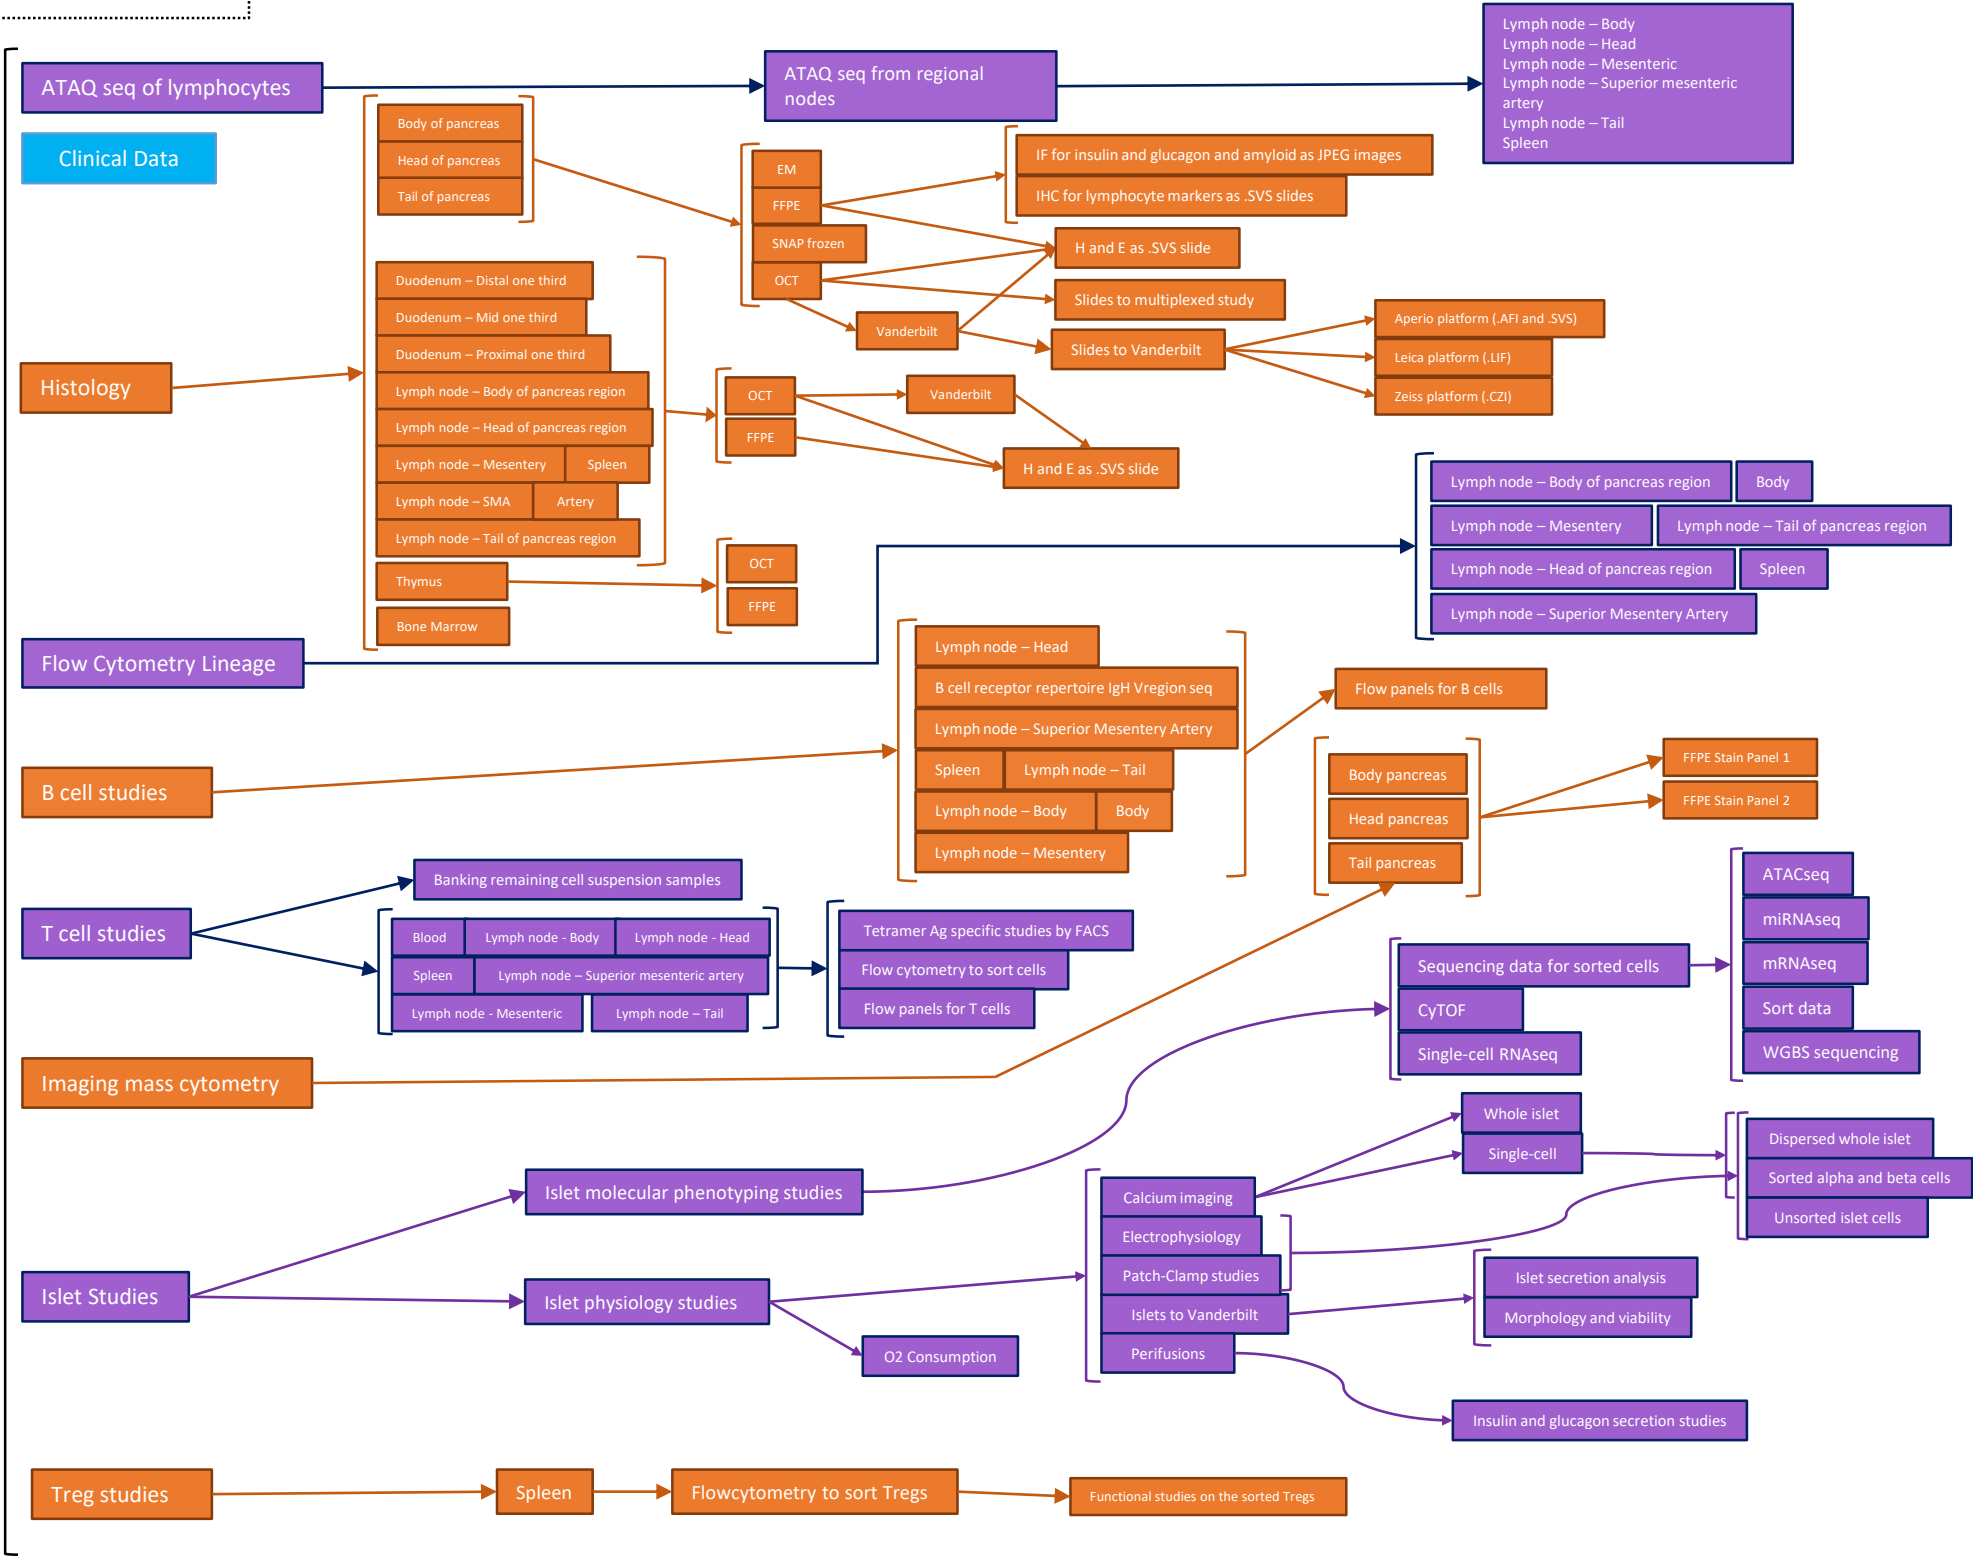 ATAQ seq of lymphocytes
ATAQ seq from regional
nodes
Lymph node – Body
Lymph node – Head
Lymph node – Mesenteric
Lymph node – Superior mesenteric
artery
Lymph node – Tail
Spleen
Clinical Data
Histology
Body of pancreas
Head of pancreas
Tail of pancreas
EM
FFPE
SNAP frozen
OCT
IF for insulin and glucagon and amyloid as JPEG images
IHC for lymphocyte markers as .SVS slides
H and E as .SVS slide
Slides to multiplexed study
Vanderbilt
Slides to Vanderbilt
Aperio platform (.AFI and .SVS)
Leica platform (.LIF)
Zeiss platform (.CZI)
Duodenum – Distal one third
Duodenum – Mid one third
Duodenum – Proximal one third
Lymph node – Body of pancreas region
Lymph node – Head of pancreas region
Lymph node – Mesentery
Spleen
Lymph node – SMA
Artery
Lymph node – Tail of pancreas region
OCT
FFPE
Vanderbilt
H and E as .SVS slide
Thymus
OCT
FFPE
Bone Marrow
Flow Cytometry Lineage
Lymph node – Body of pancreas region
Body
Lymph node – Mesentery
Lymph node – Tail of pancreas region
Lymph node – Head of pancreas region
Spleen
Lymph node – Superior Mesentery Artery
B cell studies
Lymph node – Head
B cell receptor repertoire IgH Vregion seq
Lymph node – Superior Mesentery Artery
Spleen
Lymph node – Tail
Lymph node – Body
Body
Lymph node – Mesentery
Flow panels for B cells
T cell studies
Banking remaining cell suspension samples
Blood
Lymph node - Body
Lymph node - Head
Spleen
Lymph node – Superior mesenteric artery
Lymph node - Mesenteric
Lymph node – Tail
Tetramer Ag specific studies by FACS
Flow cytometry to sort cells
Flow panels for T cells
Imaging mass cytometry
Body pancreas
Head pancreas
Tail pancreas
FFPE Stain Panel 1
FFPE Stain Panel 2
Islet Studies
Islet molecular phenotyping studies
Sequencing data for sorted cells
CyTOF
Single-cell RNAseq
ATACseq
miRNAseq
mRNAseq
Sort data
WGBS sequencing
Islet physiology studies
O2 Consumption
Calcium imaging
Electrophysiology
Patch-Clamp studies
Islets to Vanderbilt
Perifusions
Whole islet
Single-cell
Dispersed whole islet
Sorted alpha and beta cells
Unsorted islet cells
Islet secretion analysis
Morphology and viability
Insulin and glucagon secretion studies
Treg studies
Spleen
Flowcytometry to sort Tregs
Functional studies on the sorted Tregs